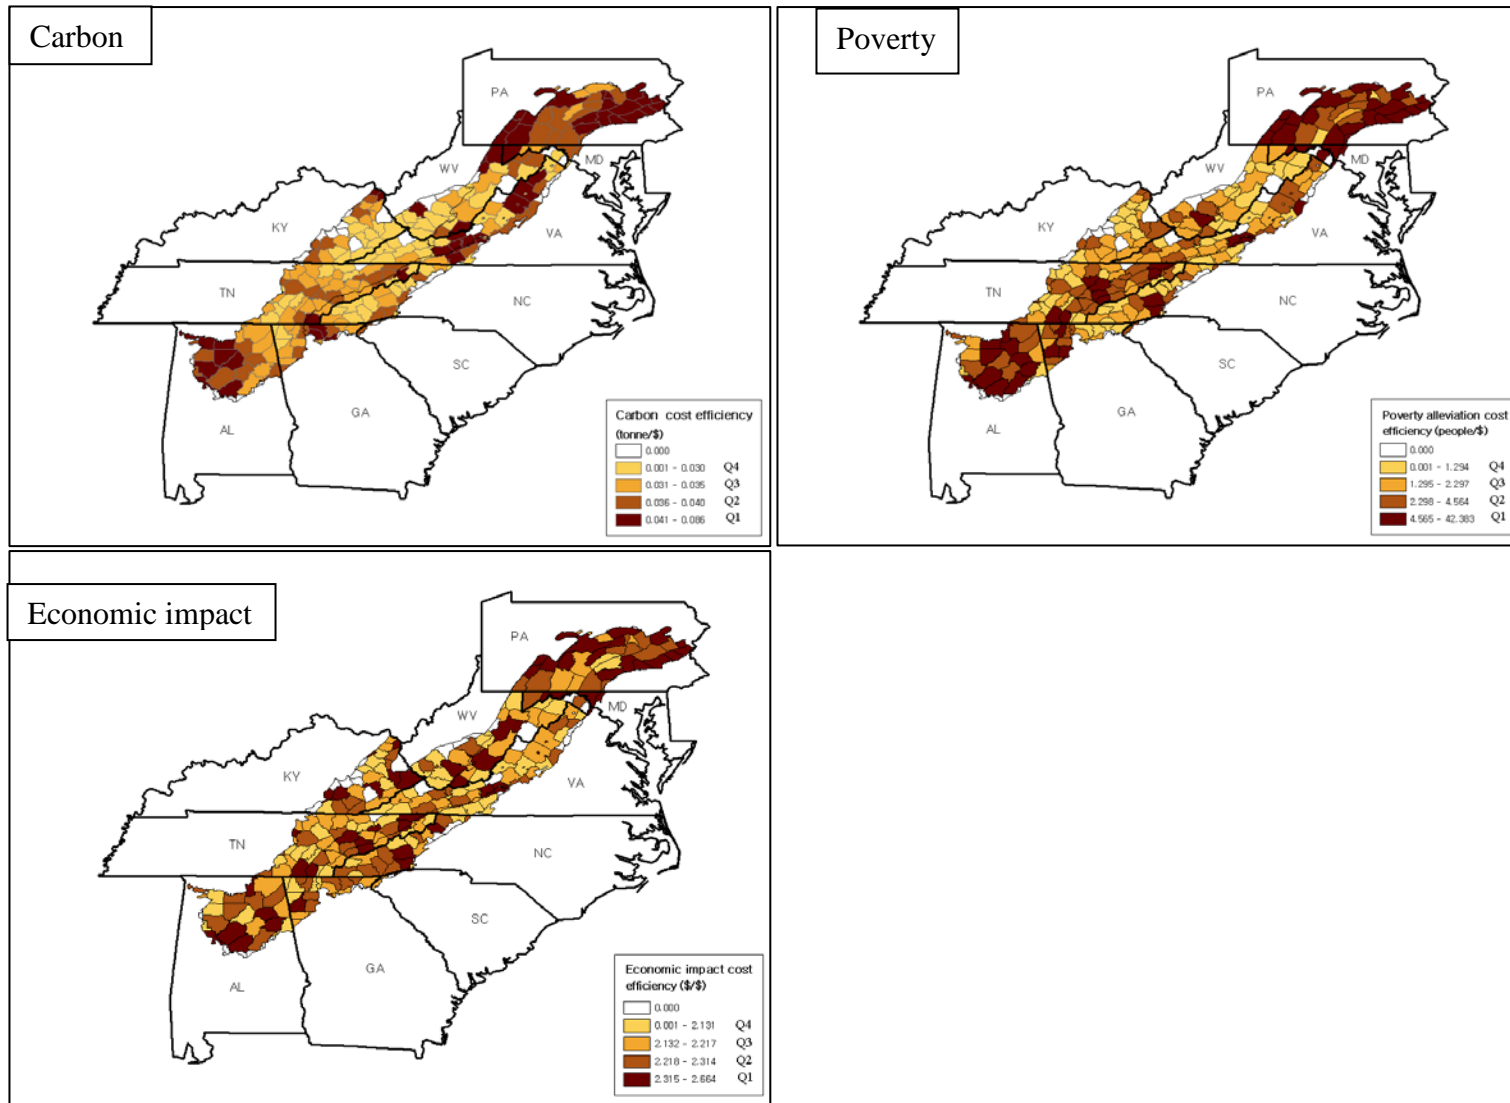 Carbon
PA
WV
MD
KY
VA
TN
NC
SC
GA
AL
Carbon cost efficiency
(tonne/$)
0.000
0.001 - 0.030 Q4
0.031 - 0.035 Q3
0.036 - 0.040 Q2
0.041 - 0.086 Q1
Poverty
PA
WV
MD
KY
VA
TN
NC
SC
GA
AL
Poverty alleviation cost
efficiency (people/$)
0.000
0.001 - 1.294 Q4
1.295 - 2.297 Q3
2.298 - 4.564 Q2
4.565 - 42.383 Q1
Economic impact
PA
WV
MD
KY
VA
TN
NC
SC
GA
AL
Economic impact cost
efficiency ($/$)
0.000
0.001 - 2.131 Q4
2.132 - 2.217 Q3
2.218 - 2.314 Q2
2.315 - 2.664 Q1